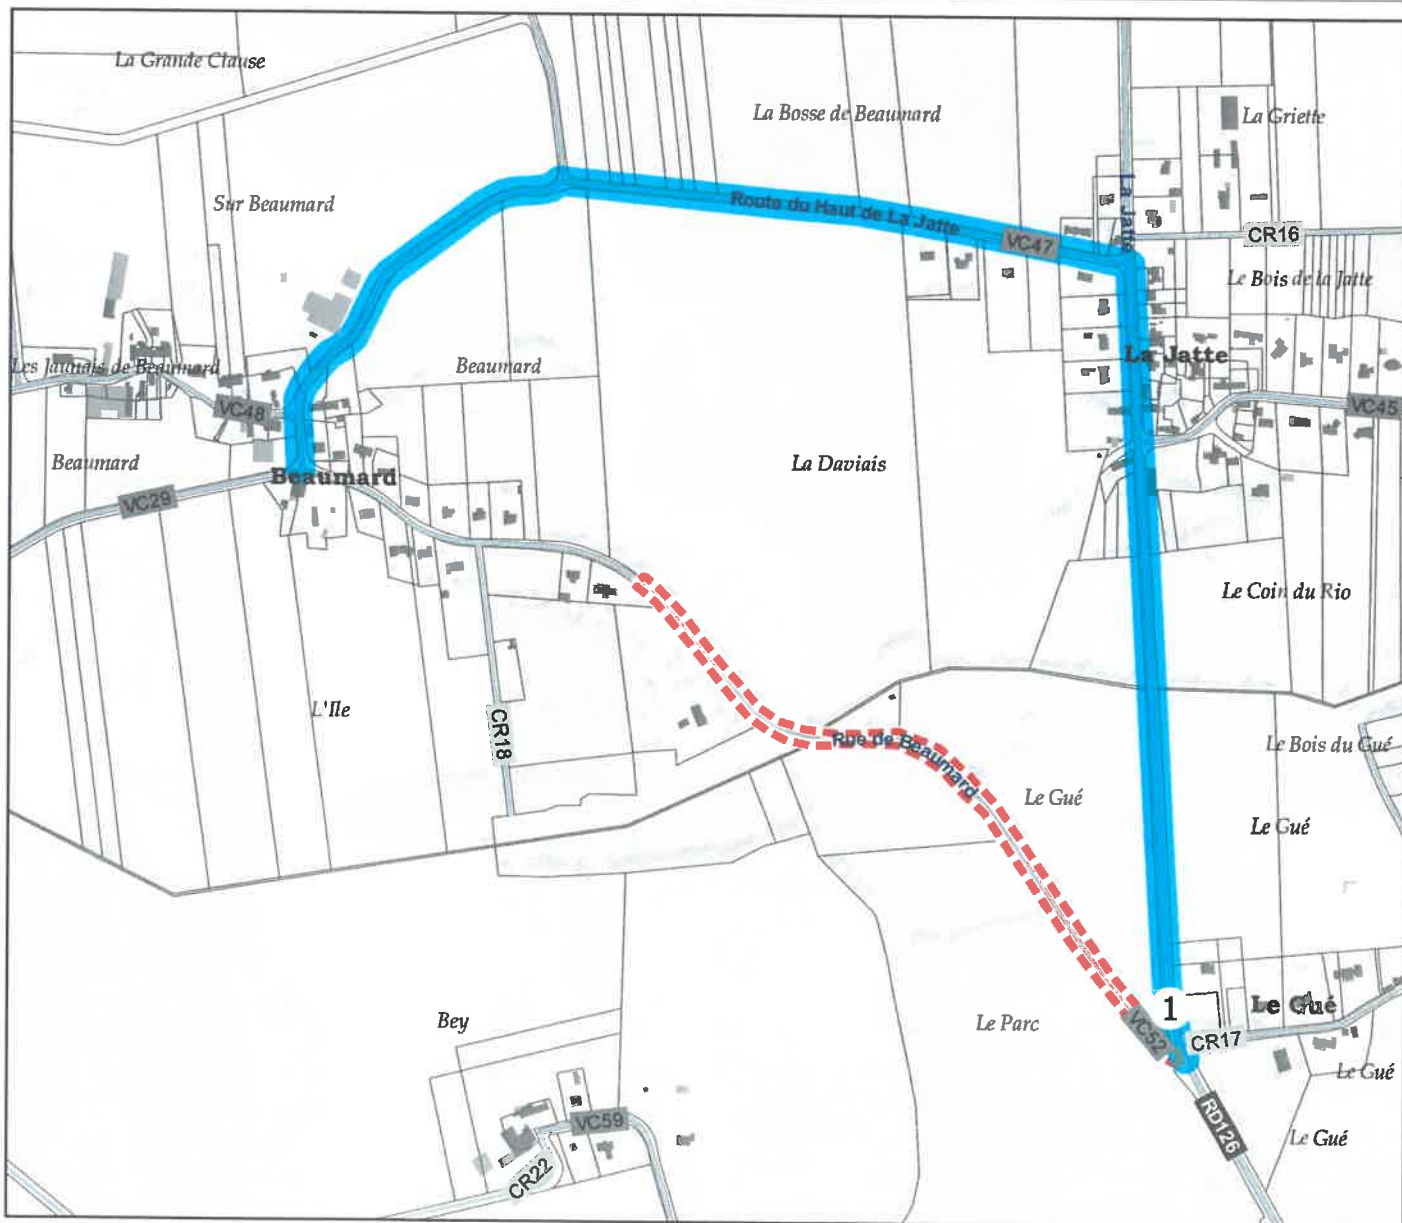 La Grande Clause
La Bosse de Beaumard
La Griette
Sur Beaumard
Route du Haut de La Jatte
La Jatte
VC47
CR16
Le Bois de la Jatte
Les Jaunais de Beaumard
Beaumard
La Jatte
VC48
VC45
Beaumard
Beaumard
La Daviais
VC29
Le Coin du Rio
L'Ile
CR18
Rue de Beaumard
Le Bois du Gué
Le Gué
Le Gué
Bey
Le Parc
1
Le Gué
VC52
CR17
Le Gué
RD126
Le Gué
VC59
CR22